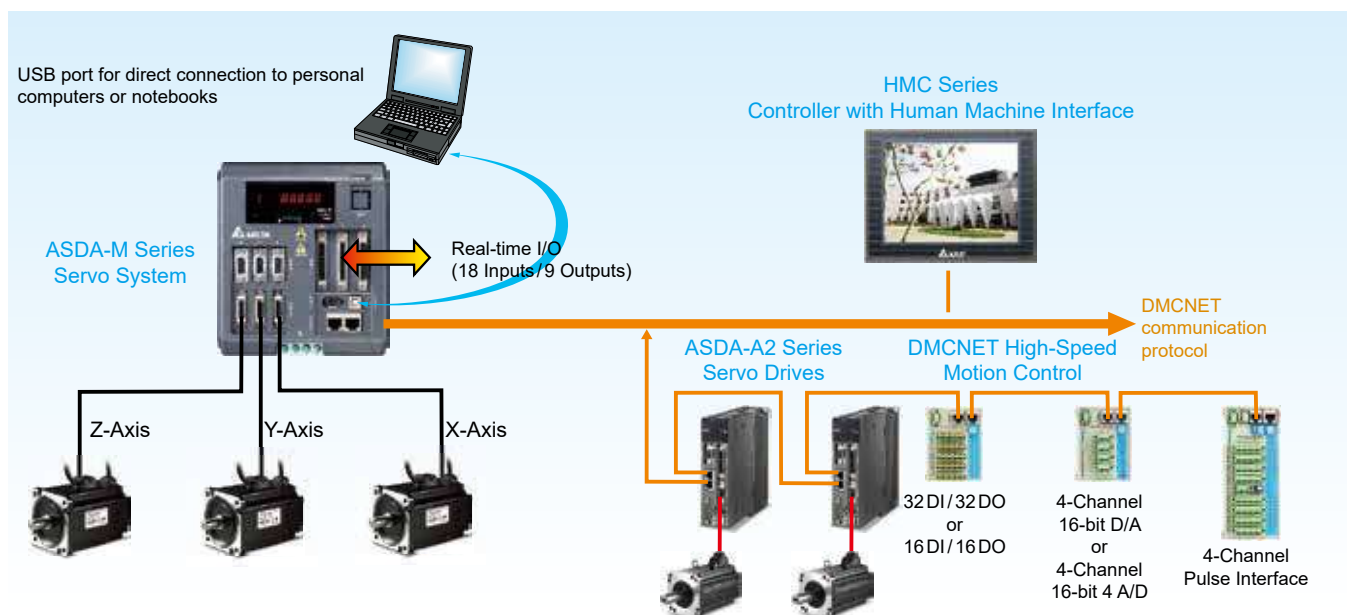 USB port for direct connection to personal
computers or notebooks
HMC Series
Controller with Human Machine Interface
ASDA-M Series
Servo System
Real-time I/O
(18 Inputs/9 Outputs)
DMCNET
communication
protocol
ASDA-A2 Series
Servo Drives
DMCNET High-Speed
Motion Control
Z-Axis
Y-Axis
X-Axis
32 DI/32 DO
or
16 DI/16 DO
4-Channel
16-bit D/A
or
4-Channel
16-bit 4 A/D
4-Channel
Pulse Interface